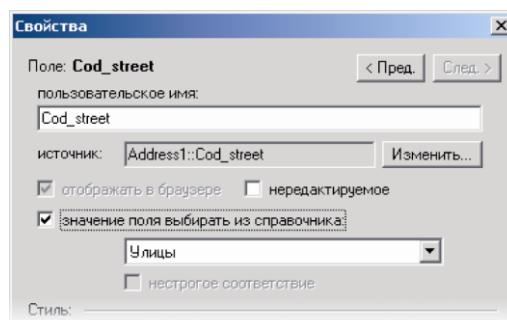 Свойства
Поле: Cod_street
< Пред. След. >
пользовательское имя:
Cod_street
источник: Address1::Cod_street Изменить...
отображать в браузере нередактируемое
значение поля выбирать из справочника:
Улицы
нестрогое соответствие
Стиль: